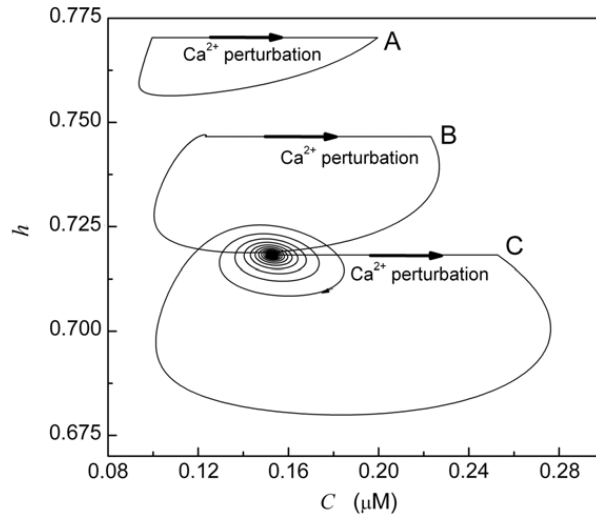 0.775
A
Ca²⁺ perturbation
0.750
B
Ca²⁺ perturbation
h
0.725
C
Ca²⁺ perturbation
0.700
0.675
0.08 0.12 0.16 0.20 0.24 0.28
C (μM)